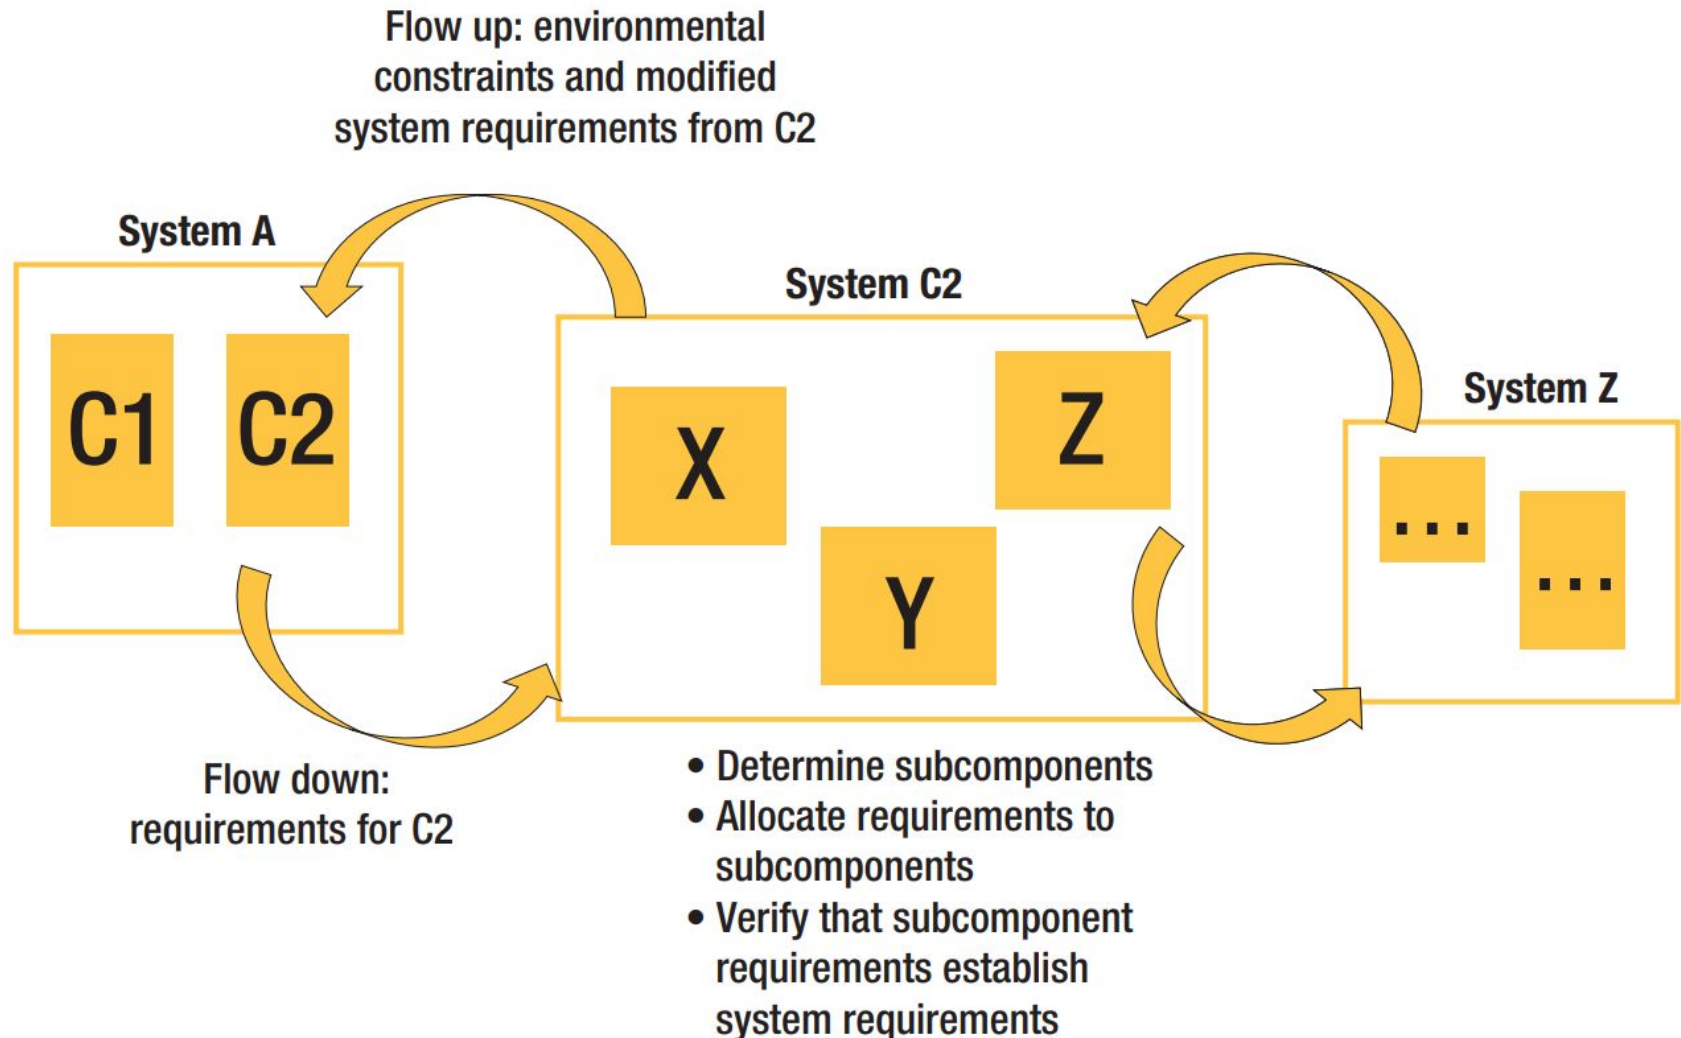 Flow up: environmental
constraints and modified
system requirements from C2
System A
C1
C2
System C2
X
Y
Z
System Z
...
...
Flow down:
requirements for C2
• Determine subcomponents
• Allocate requirements to
subcomponents
• Verify that subcomponent
requirements establish
system requirements